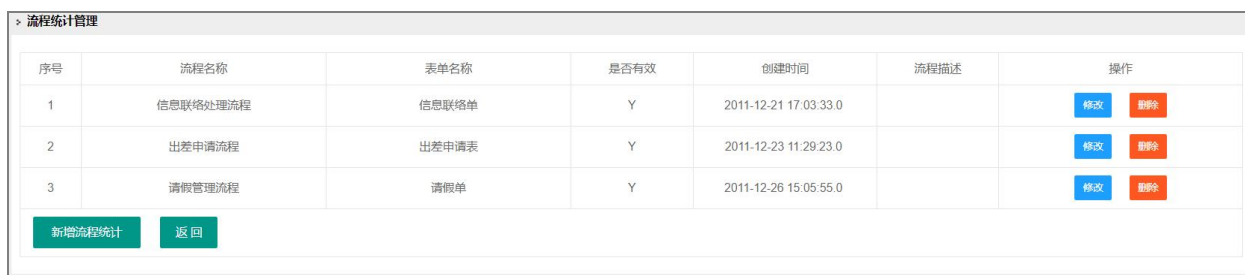 > 流程统计管理
序号 流程名称 表单名称 是否有效 创建时间 流程描述 操作
1 信息联络处理流程 信息联络单 Y 2011-12-21 17:03:33.0 修改 删除
2 出差申请流程 出差申请表 Y 2011-12-23 11:29:23.0 修改 删除
3 请假管理流程 请假单 Y 2011-12-26 15:05:55.0 修改 删除
新增流程统计 返回